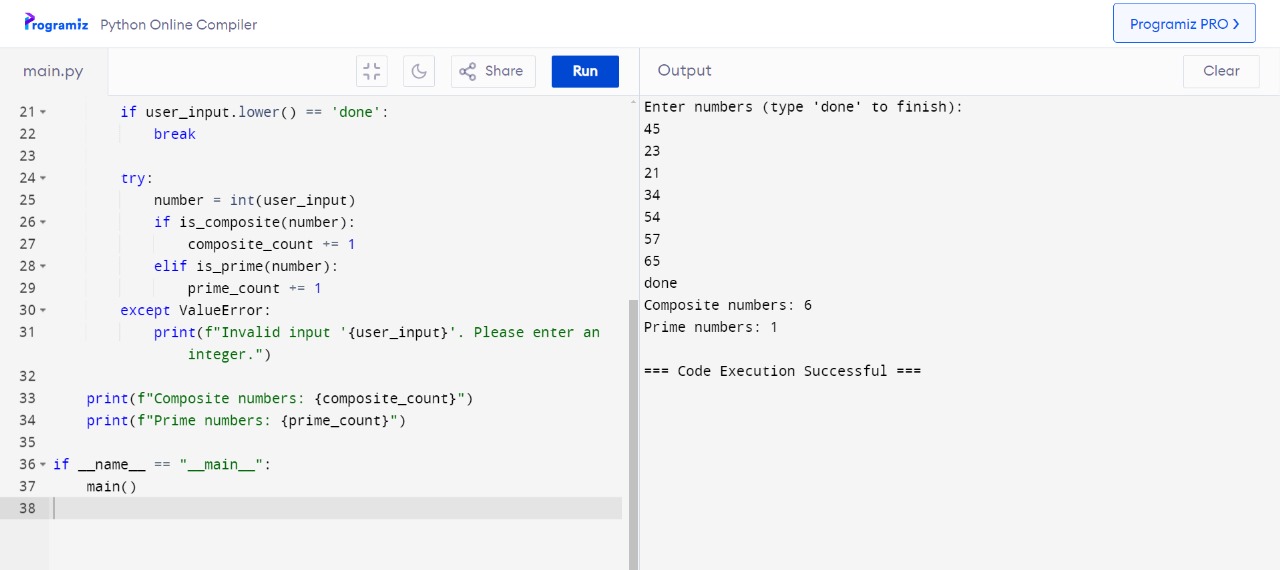 Programiz Python Online Compiler
Programiz PRO
main.py
Share
Run
21 if user_input.lower() == 'done':
22 break
23
24 try:
25 number = int(user_input)
26 if is_composite(number):
27 composite_count += 1
28 elif is_prime(number):
29 prime_count += 1
30 except ValueError:
31 print(f"Invalid input '{user_input}'. Please enter an
integer.")
32
33 print(f"Composite numbers: {composite_count}")
34 print(f"Prime numbers: {prime_count}")
35
36 if __name__ == "__main__":
37 main()
38
Output
Clear
Enter numbers (type 'done' to finish):
45
23
21
34
54
57
65
done
Composite numbers: 6
Prime numbers: 1
=== Code Execution Successful ===